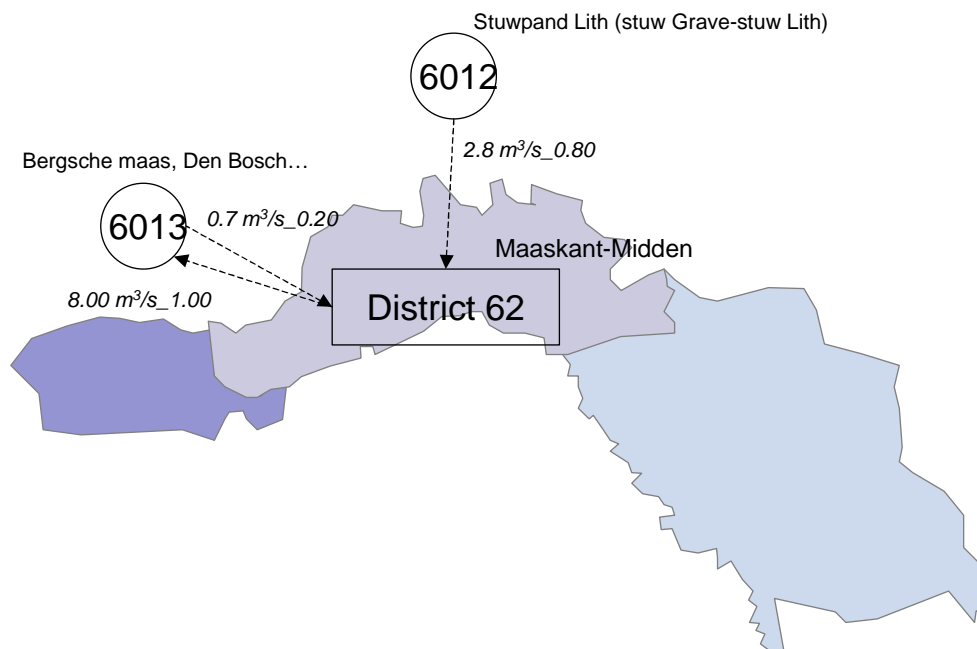 Stuwpand Lith (stuw Grave-stuw Lith)
6012
2.8 m³/s_0.80
Bergsche maas, Den Bosch…
6013
0.7 m³/s_0.20
Maaskant-Midden
8.00 m³/s_1.00
District 62